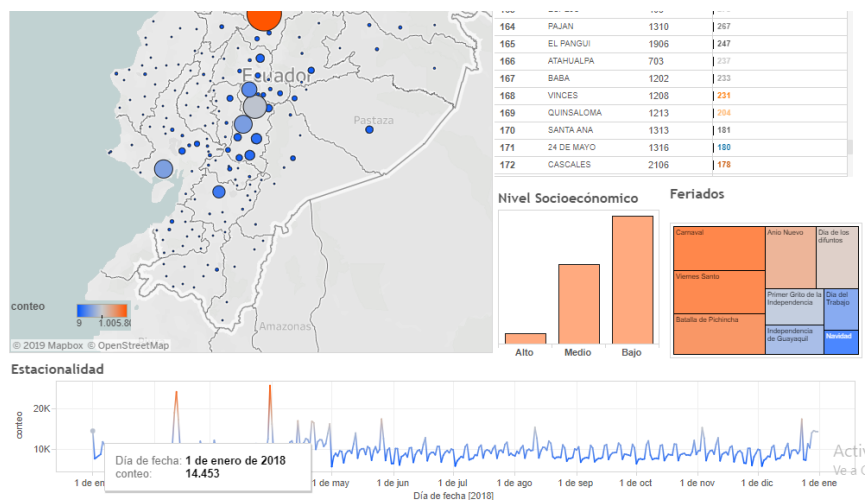 164 PAJAN 1310 267
165 EL PANGUI 1906 247
166 ATAHUALPA 703 237
167 BABA 1202 233
168 VINCES 1208 231
169 QUINSALOMA 1213 204
170 SANTA ANA 1313 181
171 24 DE MAYO 1316 180
172 CASCALES 2106 178
Ecuador
Pastaza
Amazonas
conteo
9 1.005.80
© 2019 Mapbox © OpenStreetMap
Nivel Socioecónomico
Alto Medio Bajo
Feriados
Carnaval
Viernes Santo
Batalla de Pichincha
Anio Nuevo
Dia de los
difuntos
Primer Grito de la
Independencia
Dia del
Trabajo
Independencia
de Guayaquil
Navidad
Estacionalidad
conteo
20K
10K
Día de fecha: 1 de enero de 2018
conteo: 14.453
1 de en
1 de may
1 de jun
1 de jul
1 de ago
1 de sep
1 de oct
1 de nov
1 de dic
1 de ene
Día de fecha [2018]
Activ
Ve a C